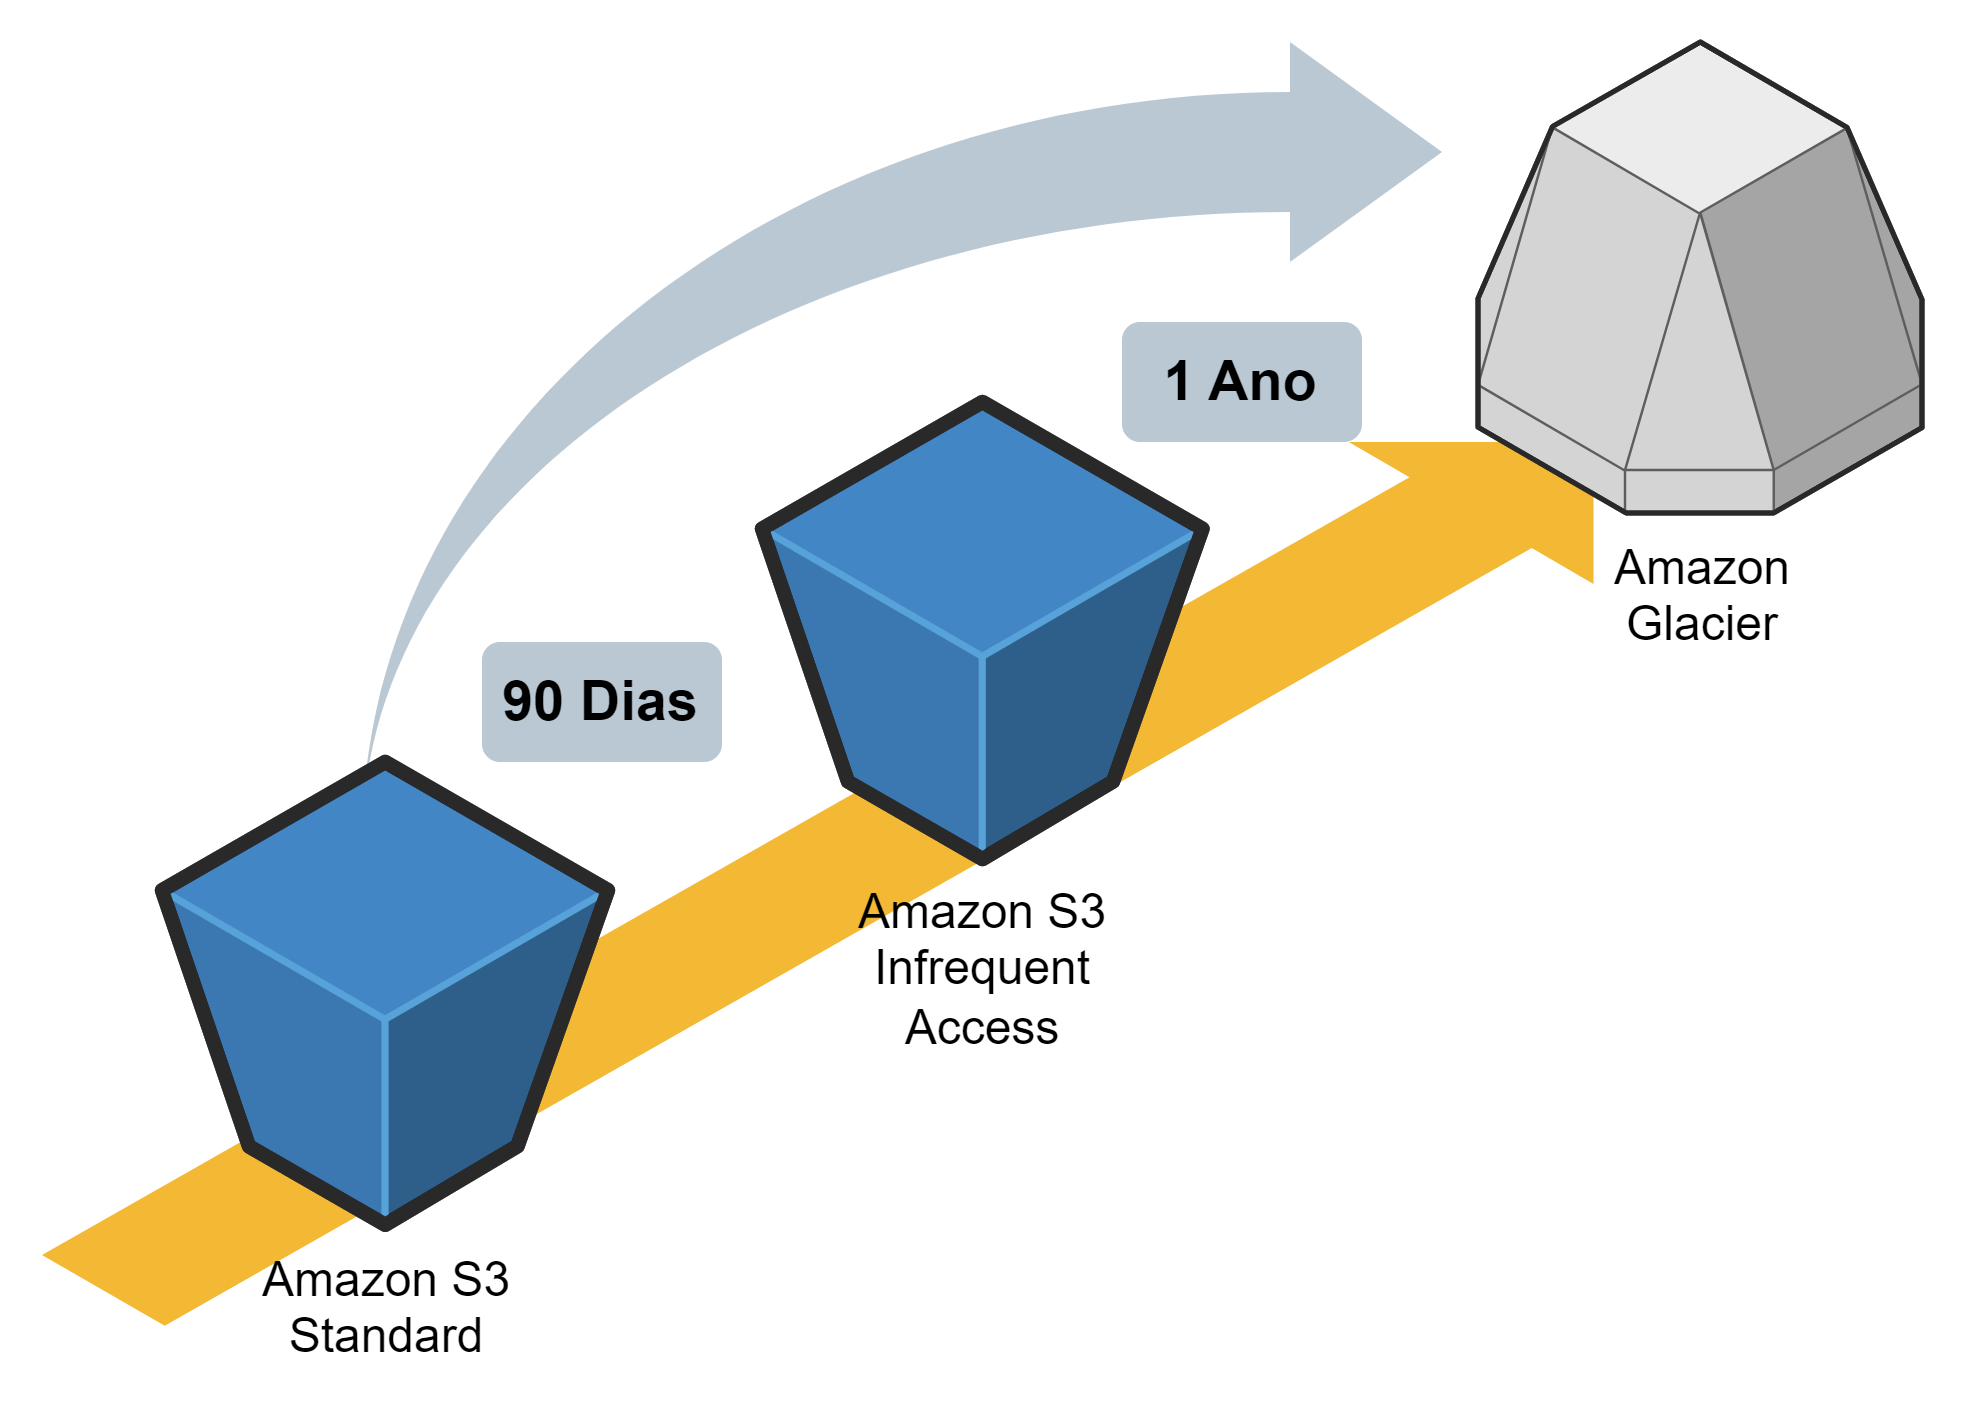 1 Ano
Amazon
Glacier
90 Dias
Amazon S3
Infrequent
Access
Amazon S3
Standard